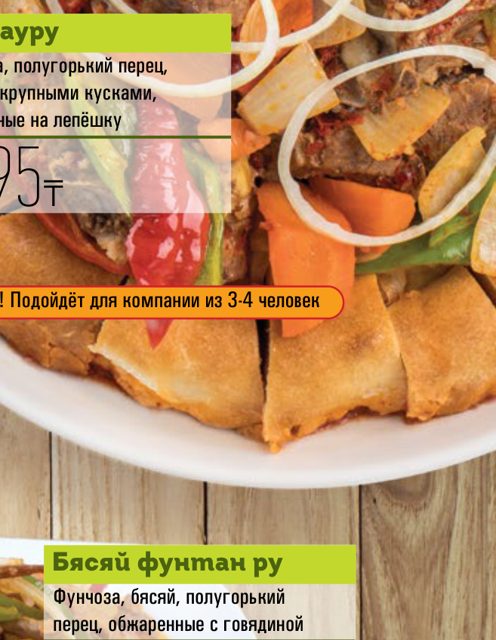 ауру
а, полугорький перец,
крупными кусками,
ные на лепёшку
95₸
! Подойдёт для компании из 3-4 человек
Бясяй фунтан ру
Фунчоза, бясяй, полугорький
перец, обжаренные с говядиной